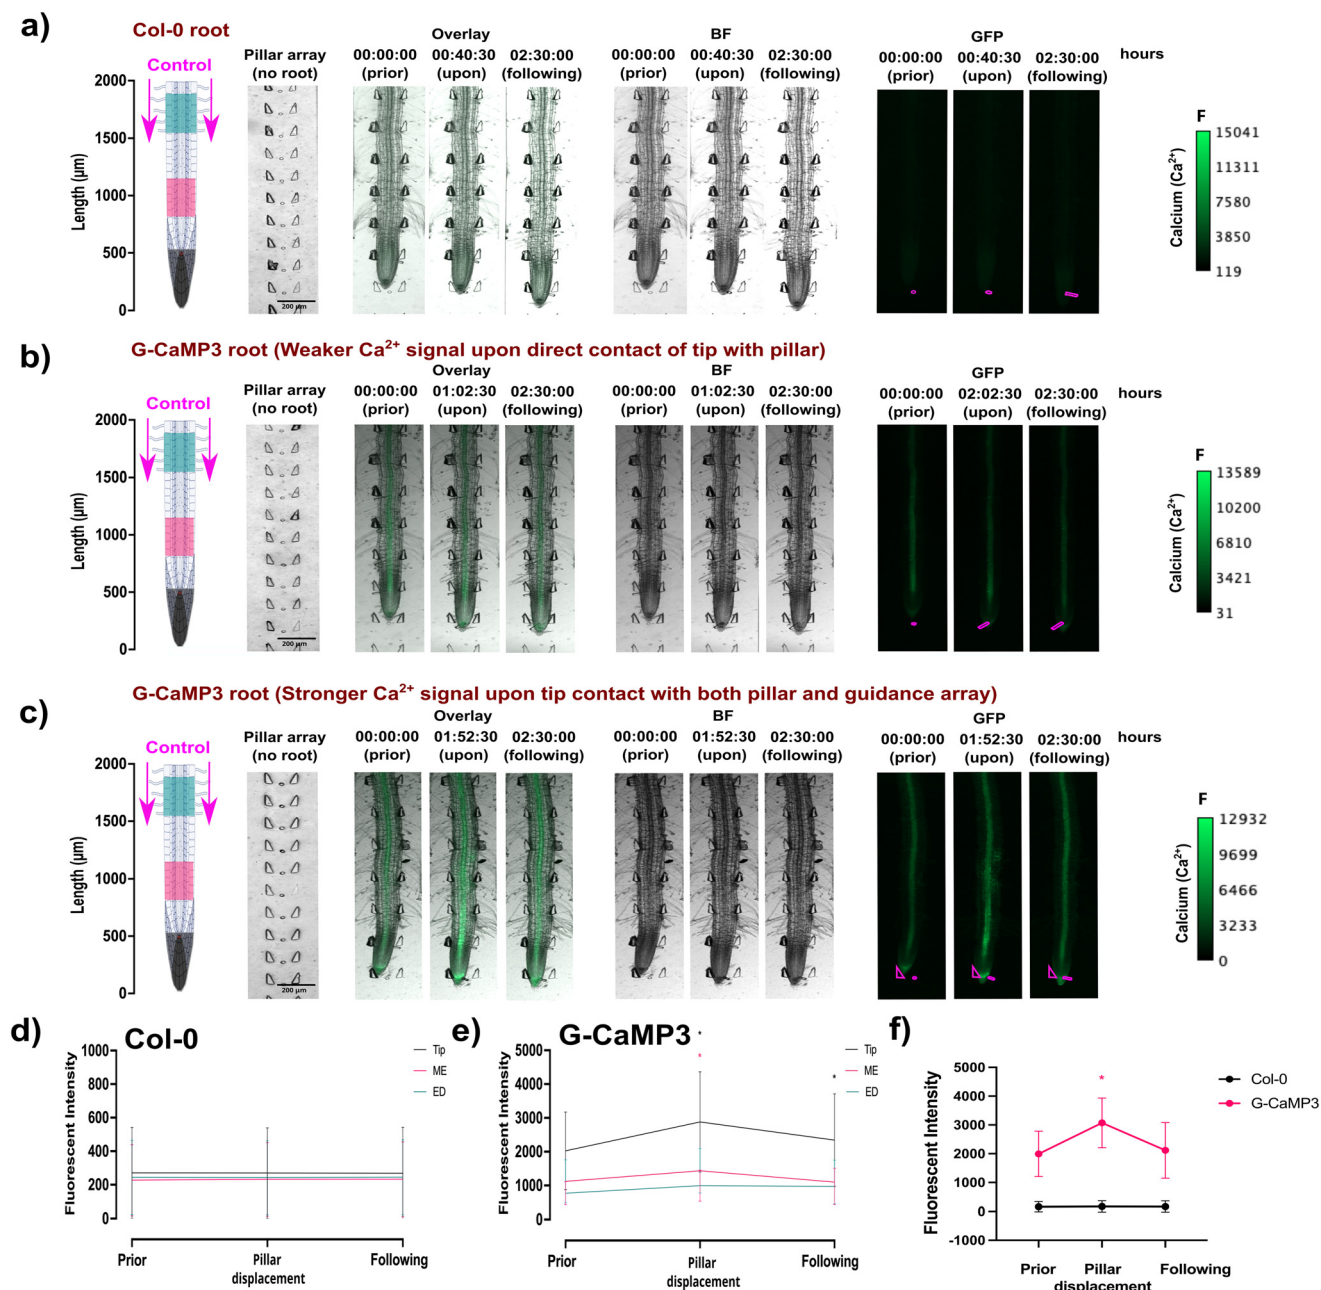 a)
Col-0 root
Control
Pillar array
(no root)
Overlay
00:00:00 00:40:30 02:30:00
(prior) (upon) (following)
BF
00:00:00 00:40:30 02:30:00
(prior) (upon) (following)
GFP
00:00:00 00:40:30 02:30:00
(prior) (upon) (following)
hours
Length (µm)
2000
1500
1000
500
0
200 µm
F
Calcium (Ca²⁺)
15041
11311
7580
3850
119
b)
G-CaMP3 root (Weaker Ca²⁺ signal upon direct contact of tip with pillar)
Control
Pillar array
(no root)
Overlay
00:00:00 01:02:30 02:30:00
(prior) (upon) (following)
BF
00:00:00 01:02:30 02:30:00
(prior) (upon) (following)
GFP
00:00:00 02:02:30 02:30:00
(prior) (upon) (following)
hours
Length (µm)
2000
1500
1000
500
0
200 µm
F
Calcium (Ca²⁺)
13589
10200
6810
3421
31
c)
G-CaMP3 root (Stronger Ca²⁺ signal upon tip contact with both pillar and guidance array)
Control
Pillar array
(no root)
Overlay
00:00:00 01:52:30 02:30:00
(prior) (upon) (following)
BF
00:00:00 01:52:30 02:30:00
(prior) (upon) (following)
GFP
00:00:00 01:52:30 02:30:00
(prior) (upon) (following)
hours
Length (µm)
2000
1500
1000
500
0
200 µm
F
Calcium (Ca²⁺)
12932
9699
6466
3233
0
d)
Col-0
Fluorescent Intensity
1000
800
600
400
200
0
Tip
ME
ED
Prior
Pillar
displacement
Following
e)
G-CaMP3
Fluorescent Intensity
5000
4000
3000
2000
1000
0
*
*
*
Tip
ME
ED
Prior
Pillar
displacement
Following
f)
Fluorescent Intensity
5000
4000
3000
2000
1000
0
-1000
*
Col-0
G-CaMP3
Prior
Pillar
displacement
Following